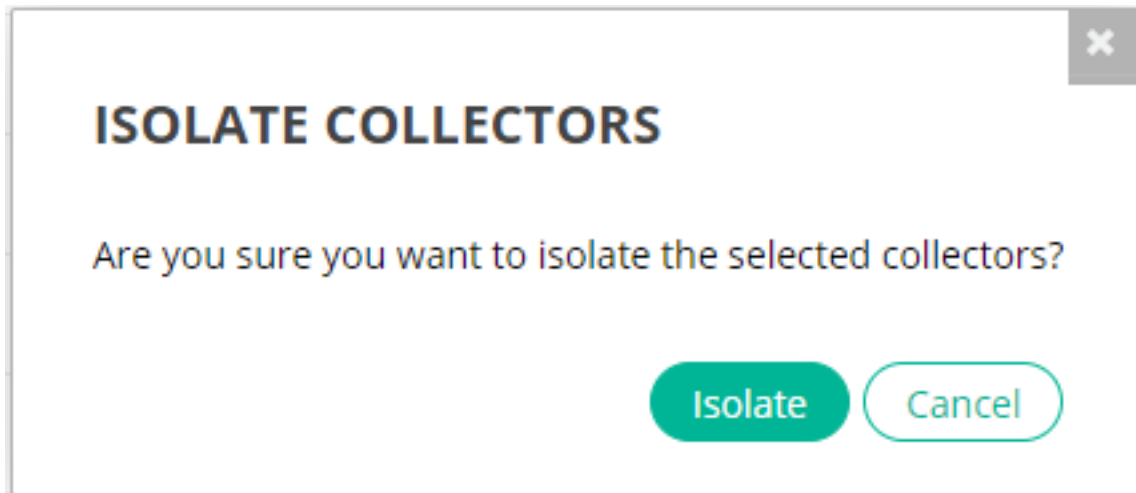 ISOLATE COLLECTORS
Are you sure you want to isolate the selected collectors?
Isolate
Cancel